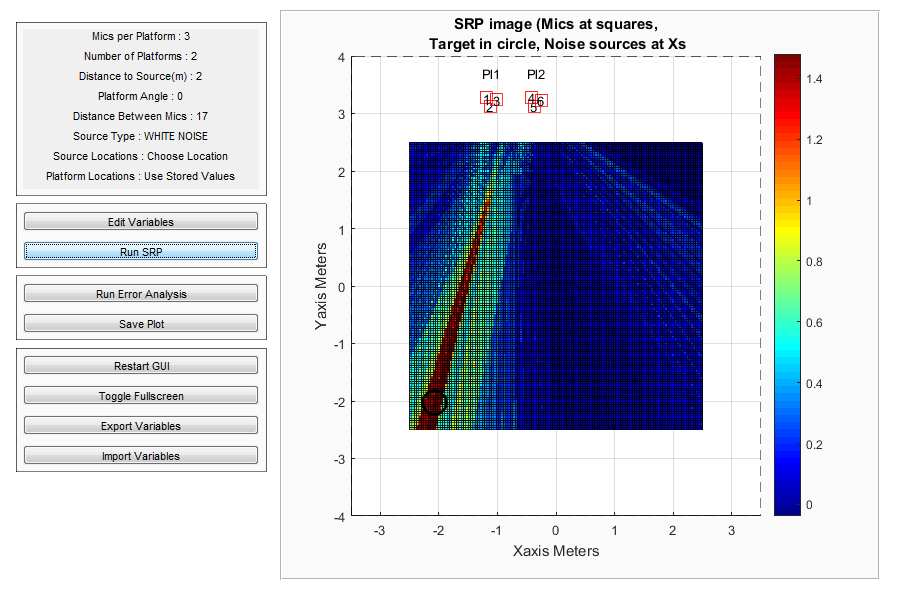 Mics per Platform : 3
Number of Platforms : 2
Distance to Source(m) : 2
Platform Angle : 0
Distance Between Mics : 17
Source Type : WHITE NOISE
Source Locations : Choose Location
Platform Locations : Use Stored Values
Edit Variables
Run SRP
Run Error Analysis
Save Plot
Restart GUI
Toggle Fullscreen
Export Variables
Import Variables
SRP image (Mics at squares,
Target in circle, Noise sources at Xs
Pl1 Pl2
1 3 4 6
2 5
4
3
2
1
0
-1
-2
-3
-4
Yaxis Meters
-3 -2 -1 0 1 2 3
Xaxis Meters
1.4
1.2
1
0.8
0.6
0.4
0.2
0